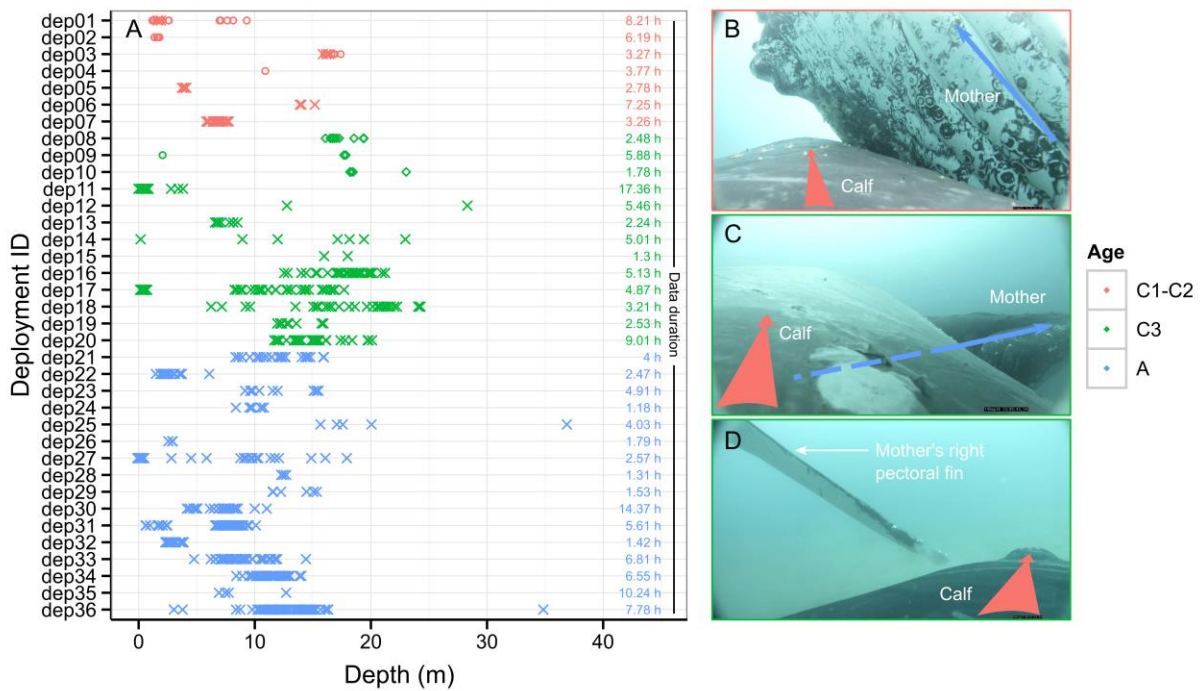 A
Deployment ID
dep01 8.21 h
dep02 6.19 h
dep03 3.27 h
dep04 3.77 h
dep05 2.78 h
dep06 7.25 h
dep07 3.26 h
dep08 2.48 h
dep09 5.88 h
dep10 1.78 h
dep11 17.36 h
dep12 5.46 h
dep13 2.24 h
dep14 5.01 h
dep15 1.3 h
dep16 5.13 h
dep17 4.87 h
dep18 3.21 h
dep19 2.53 h
dep20 9.01 h
dep21 4 h
dep22 2.47 h
dep23 4.91 h
dep24 1.18 h
dep25 4.03 h
dep26 1.79 h
dep27 2.57 h
dep28 1.31 h
dep29 1.53 h
dep30 14.37 h
dep31 5.61 h
dep32 1.42 h
dep33 6.81 h
dep34 6.55 h
dep35 10.24 h
dep36 7.78 h
Data duration
0 10 20 30 40
Depth (m)
B
Mother
Calf
C
Mother
Calf
D
Mother's right
pectoral fin
Calf
Age
C1-C2
C3
A